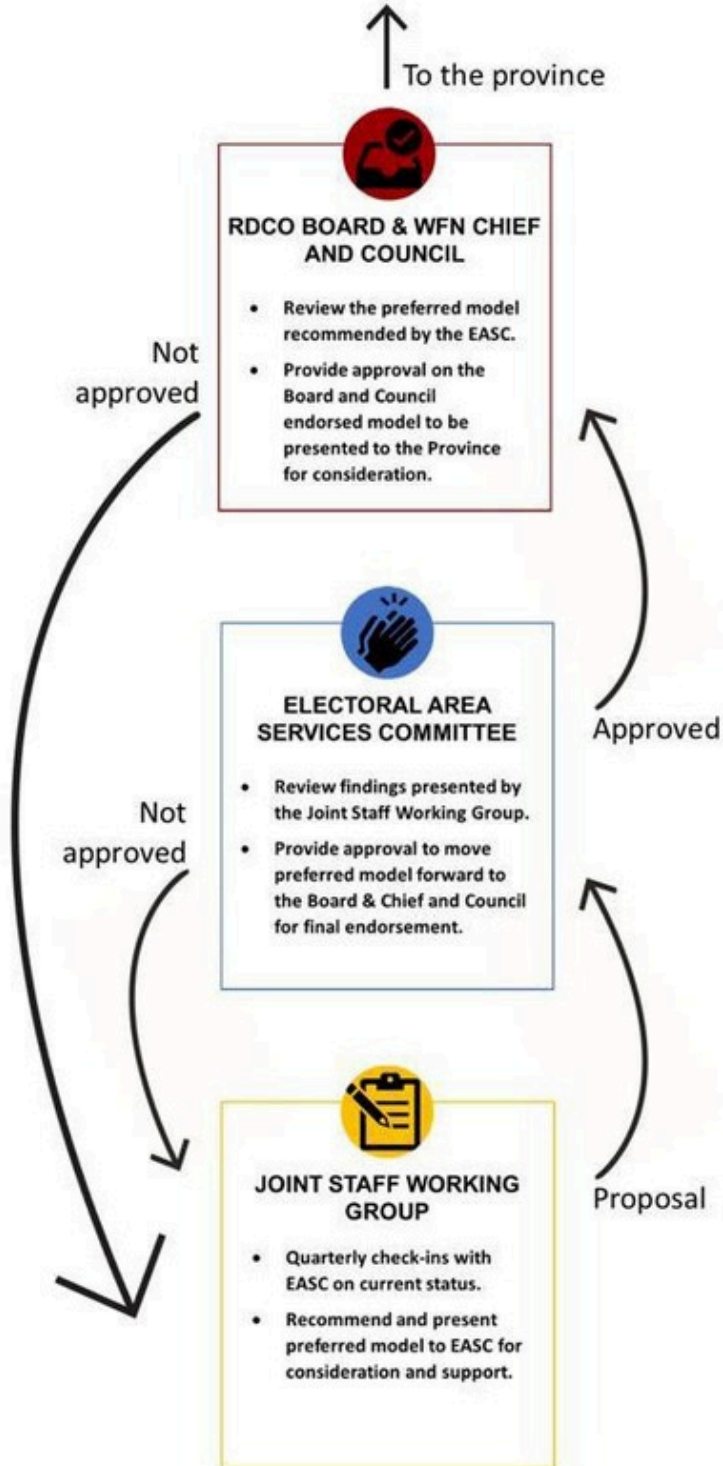 To the province
RDCO BOARD & WFN CHIEF
AND COUNCIL
• Review the preferred model
recommended by the EASC.
• Provide approval on the
Board and Council
endorsed model to be
presented to the Province
for consideration.
Not
approved
ELECTORAL AREA
SERVICES COMMITTEE
• Review findings presented by
the Joint Staff Working Group.
• Provide approval to move
preferred model forward to
the Board & Chief and Council
for final endorsement.
Approved
Not
approved
JOINT STAFF WORKING
GROUP
• Quarterly check-ins with
EASC on current status.
• Recommend and present
preferred model to EASC for
consideration and support.
Proposal